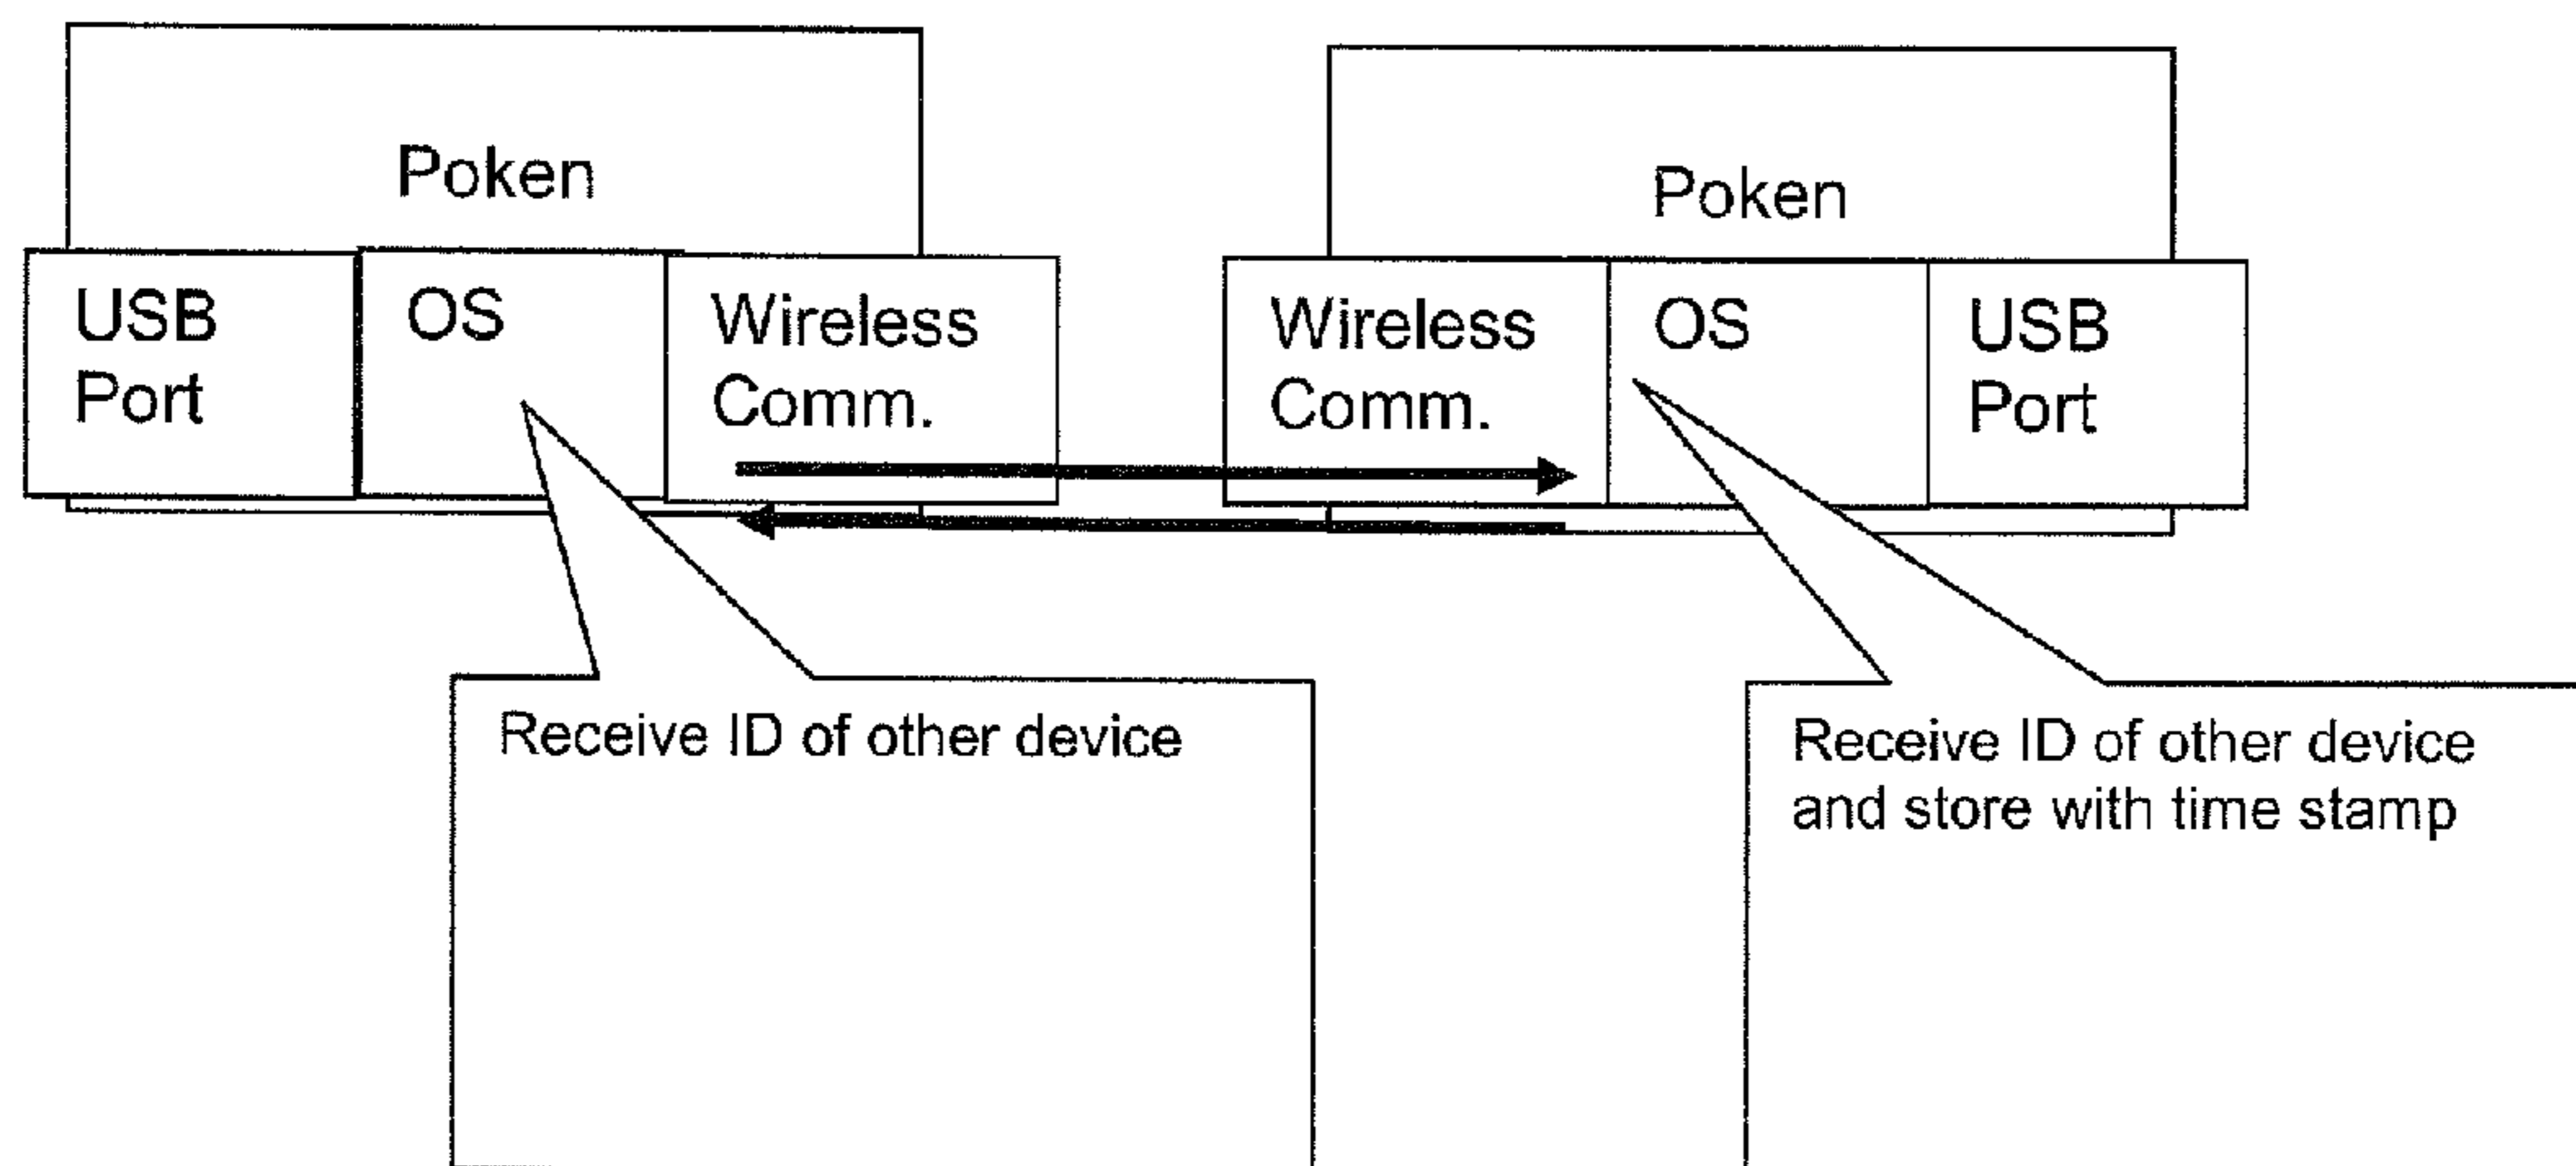 Poken
USB
Port
OS
Wireless
Comm.
Poken
Wireless
Comm.
OS
USB
Port
Receive ID of other device
Receive ID of other device
and store with time stamp